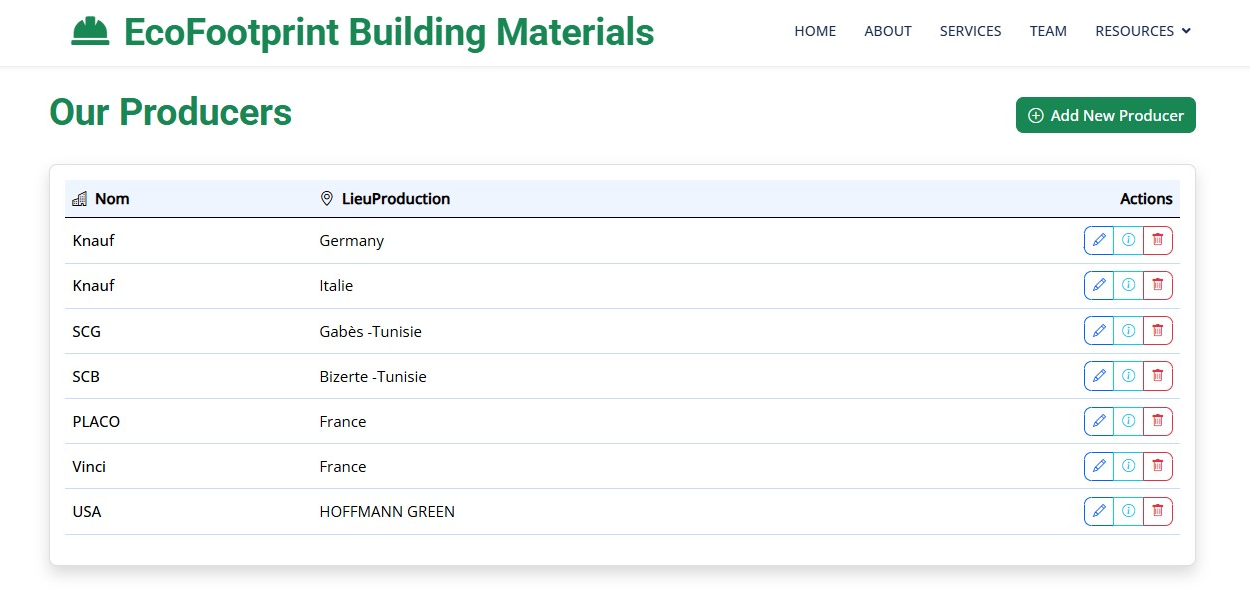 EcoFootprint Building Materials HOME ABOUT SERVICES TEAM RESOURCES
Our Producers
Add New Producer
Nom LieuProduction Actions
Knauf Germany
Knauf Italie
SCG Gabès -Tunisie
SCB Bizerte -Tunisie
PLACO France
Vinci France
USA HOFFMANN GREEN